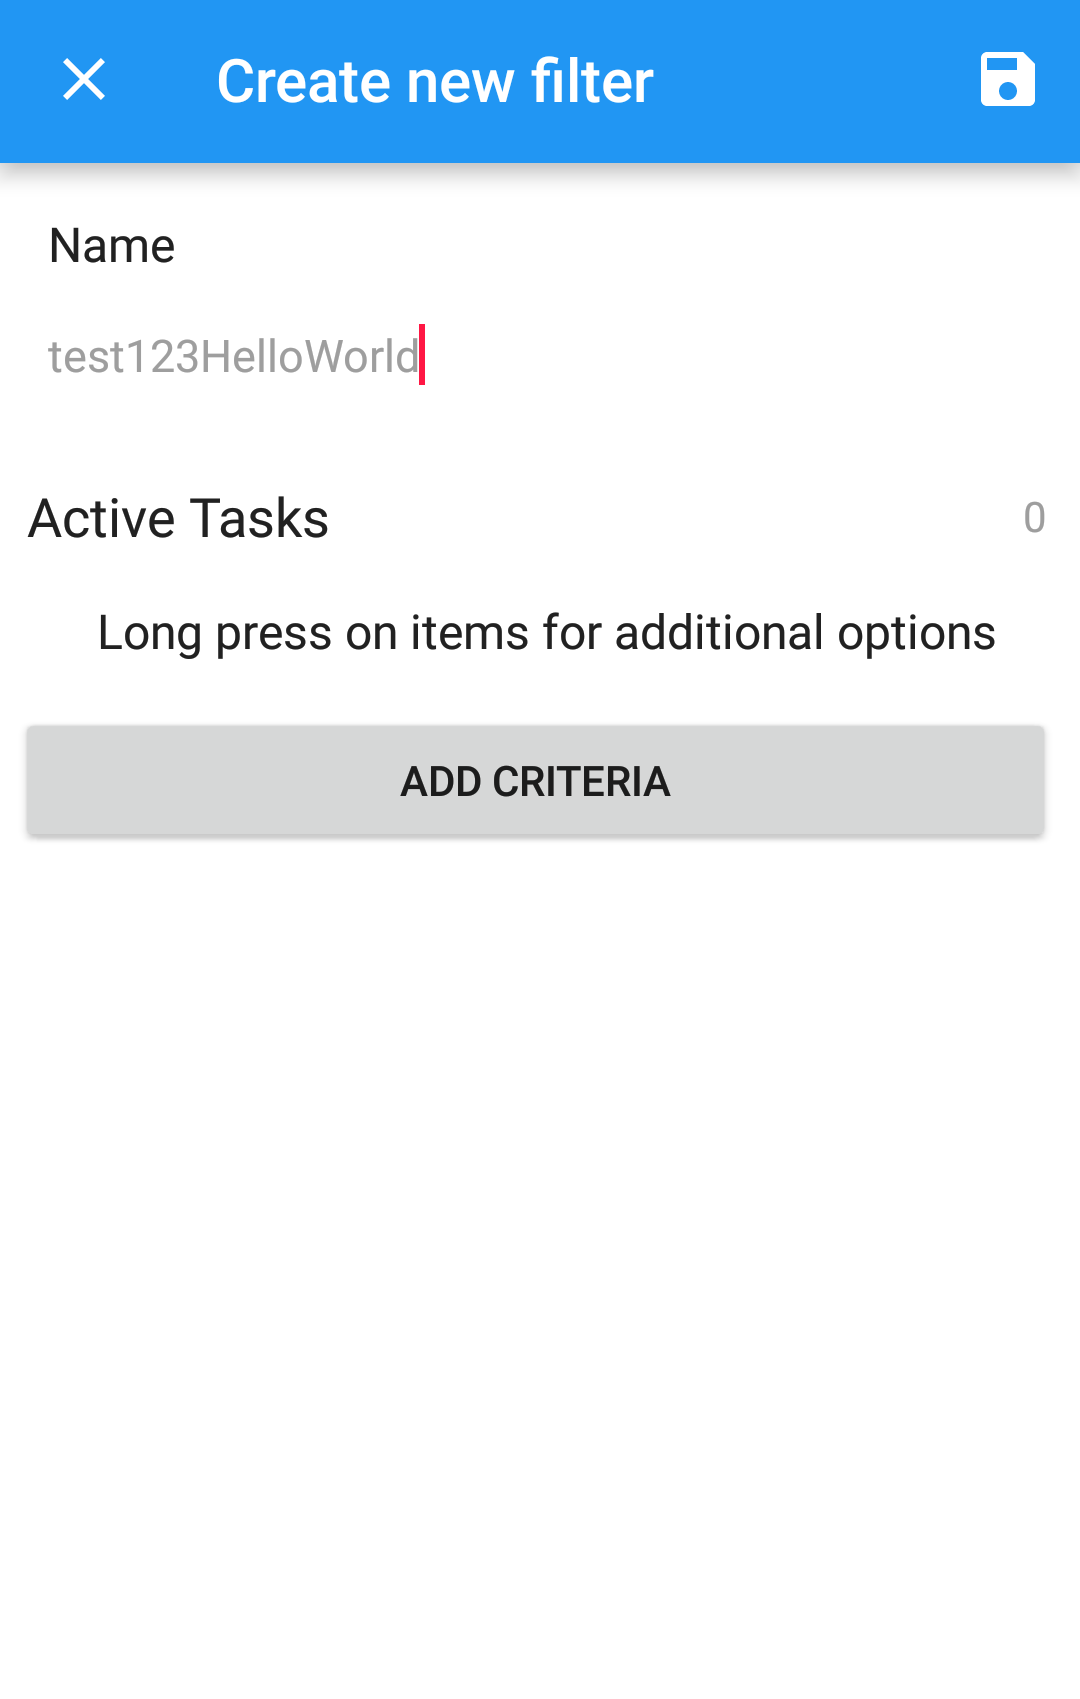 Create new filter
Name
test123HelloWorld
Active Tasks 0
Long press on items for additional options
ADD CRITERIA